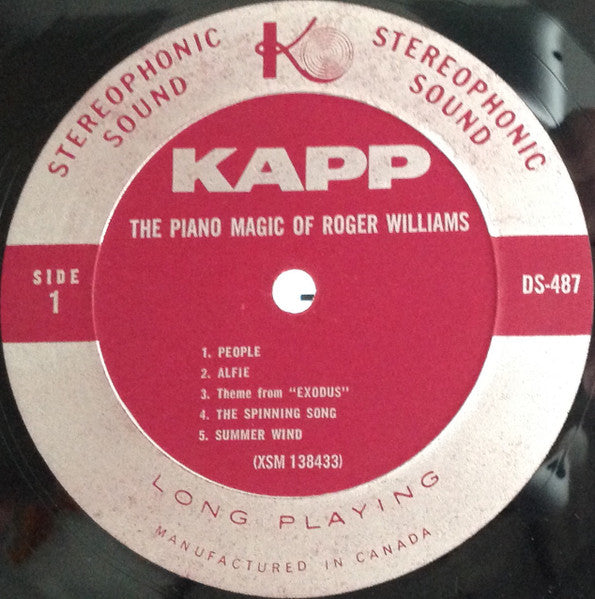 STEREOPHONIC SOUND
K
STEREOPHONIC SOUND
KAPP
THE PIANO MAGIC OF ROGER WILLIAMS
SIDE
1
DS-487
1. PEOPLE
2. ALFIE
3. Theme from "EXODUS"
4. THE SPINNING SONG
5. SUMMER WIND
(XSM 138433)
LONG PLAYING
MANUFACTURED IN CANADA